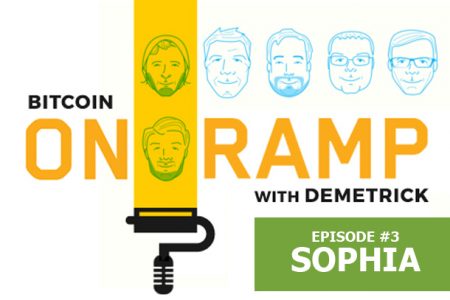 BITCOIN
ON RAMP
WITH DEMETRICK
EPISODE #3
SOPHIA